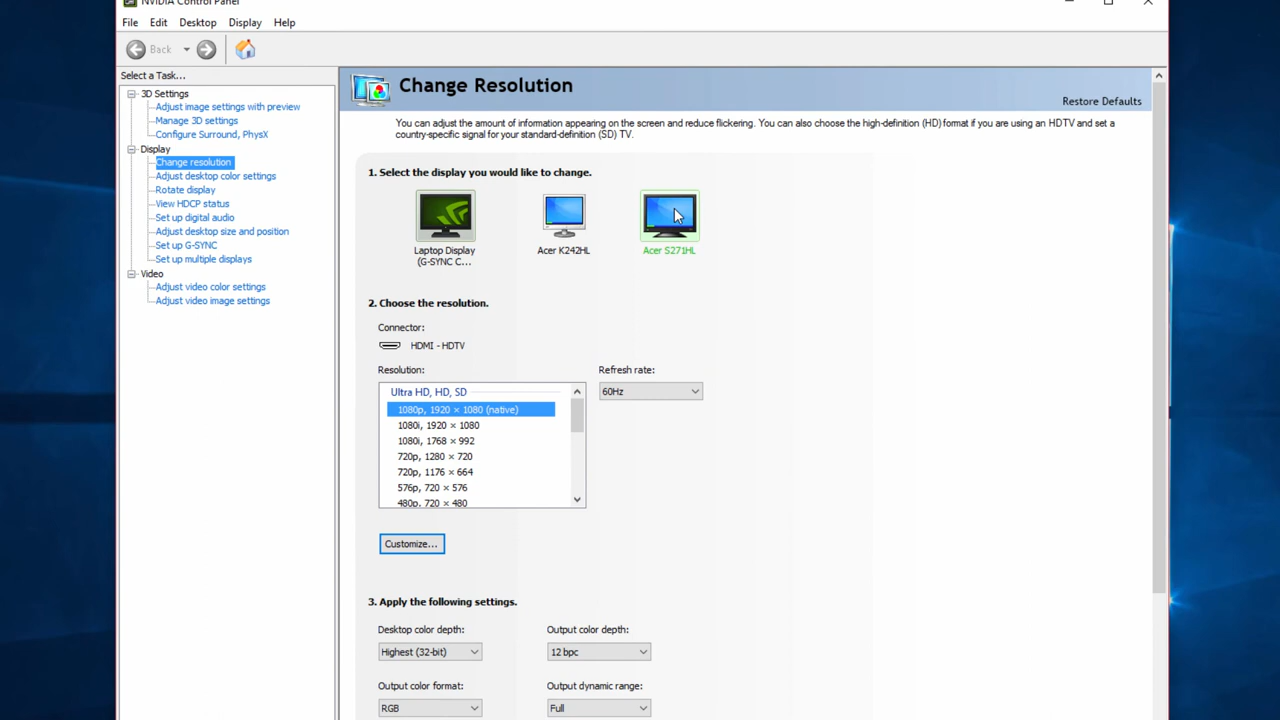 NVIDIA Control Panel
File Edit Desktop Display Help
Back
Select a Task...
3D Settings
Adjust image settings with preview
Manage 3D settings
Configure Surround, PhysX
Display
Change resolution
Adjust desktop color settings
Rotate display
View HDCP status
Set up digital audio
Adjust desktop size and position
Set up G-SYNC
Set up multiple displays
Video
Adjust video color settings
Adjust video image settings
Change Resolution
Restore Defaults
You can adjust the amount of information appearing on the screen and reduce flickering. You can also choose the high-definition (HD) format if you are using an HDTV and set a
country-specific signal for your standard-definition (SD) TV.
1. Select the display you would like to change.
Laptop Display
(G-SYNC C...
Acer K242HL
Acer S271HL
2. Choose the resolution.
Connector:
HDMI - HDTV
Resolution:
Refresh rate:
60Hz
Ultra HD, HD, SD
1080p, 1920 × 1080 (native)
1080i, 1920 × 1080
1080i, 1768 × 992
720p, 1280 × 720
720p, 1176 × 664
576p, 720 × 576
480p, 720 × 480
Customize...
3. Apply the following settings.
Desktop color depth:
Output color depth:
Highest (32-bit)
12 bpc
Output color format:
Output dynamic range:
RGB
Full